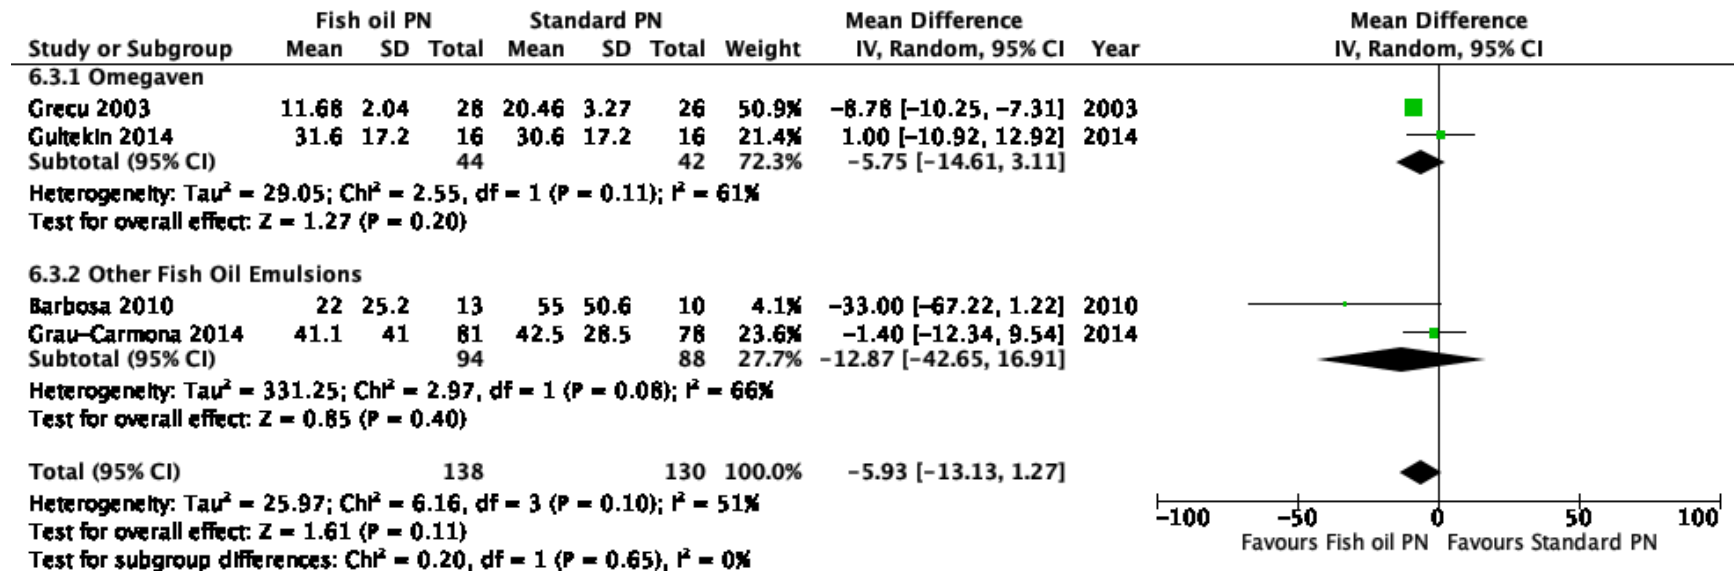 Fish oil PN Standard PN Mean Difference Mean Difference
Study or Subgroup Mean SD Total Mean SD Total Weight IV, Random, 95% CI Year IV, Random, 95% CI
6.3.1 Omegaven
Grecu 2003 11.68 2.04 28 20.46 3.27 26 50.9% −8.78 [−10.25, −7.31] 2003
Gultekin 2014 31.6 17.2 16 30.6 17.2 16 21.4% 1.00 [−10.92, 12.92] 2014
Subtotal (95% CI) 44 42 72.3% −5.75 [−14.61, 3.11]
Heterogeneity: Tau² = 29.05; Chi² = 2.55, df = 1 (P = 0.11); I² = 61%
Test for overall effect: Z = 1.27 (P = 0.20)
6.3.2 Other Fish Oil Emulsions
Barbosa 2010 22 25.2 13 55 50.6 10 4.1% −33.00 [−67.22, 1.22] 2010
Grau−Carmona 2014 41.1 41 81 42.5 28.5 78 23.6% −1.40 [−12.34, 9.54] 2014
Subtotal (95% CI) 94 88 27.7% −12.87 [−42.65, 16.91]
Heterogeneity: Tau² = 331.25; Chi² = 2.97, df = 1 (P = 0.08); I² = 66%
Test for overall effect: Z = 0.85 (P = 0.40)
Total (95% CI) 138 130 100.0% −5.93 [−13.13, 1.27]
Heterogeneity: Tau² = 25.97; Chi² = 6.16, df = 3 (P = 0.10); I² = 51%
Test for overall effect: Z = 1.61 (P = 0.11)
Test for subgroup differences: Chi² = 0.20, df = 1 (P = 0.65), I² = 0%
−100 −50 0 50 100
Favours Fish oil PN Favours Standard PN